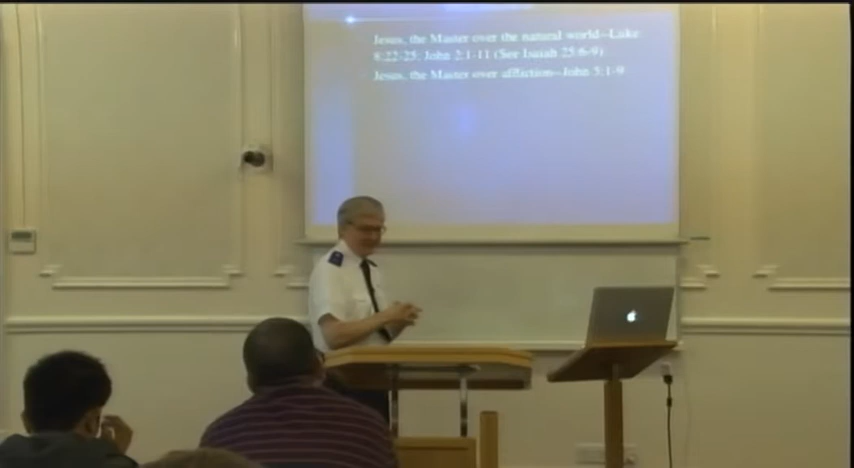 Jesus, the Master over the natural world--Luke
8:22-25; John 2:1-11 (See Isaiah 25:6-9)
Jesus, the Master over affliction--John 5:1-9